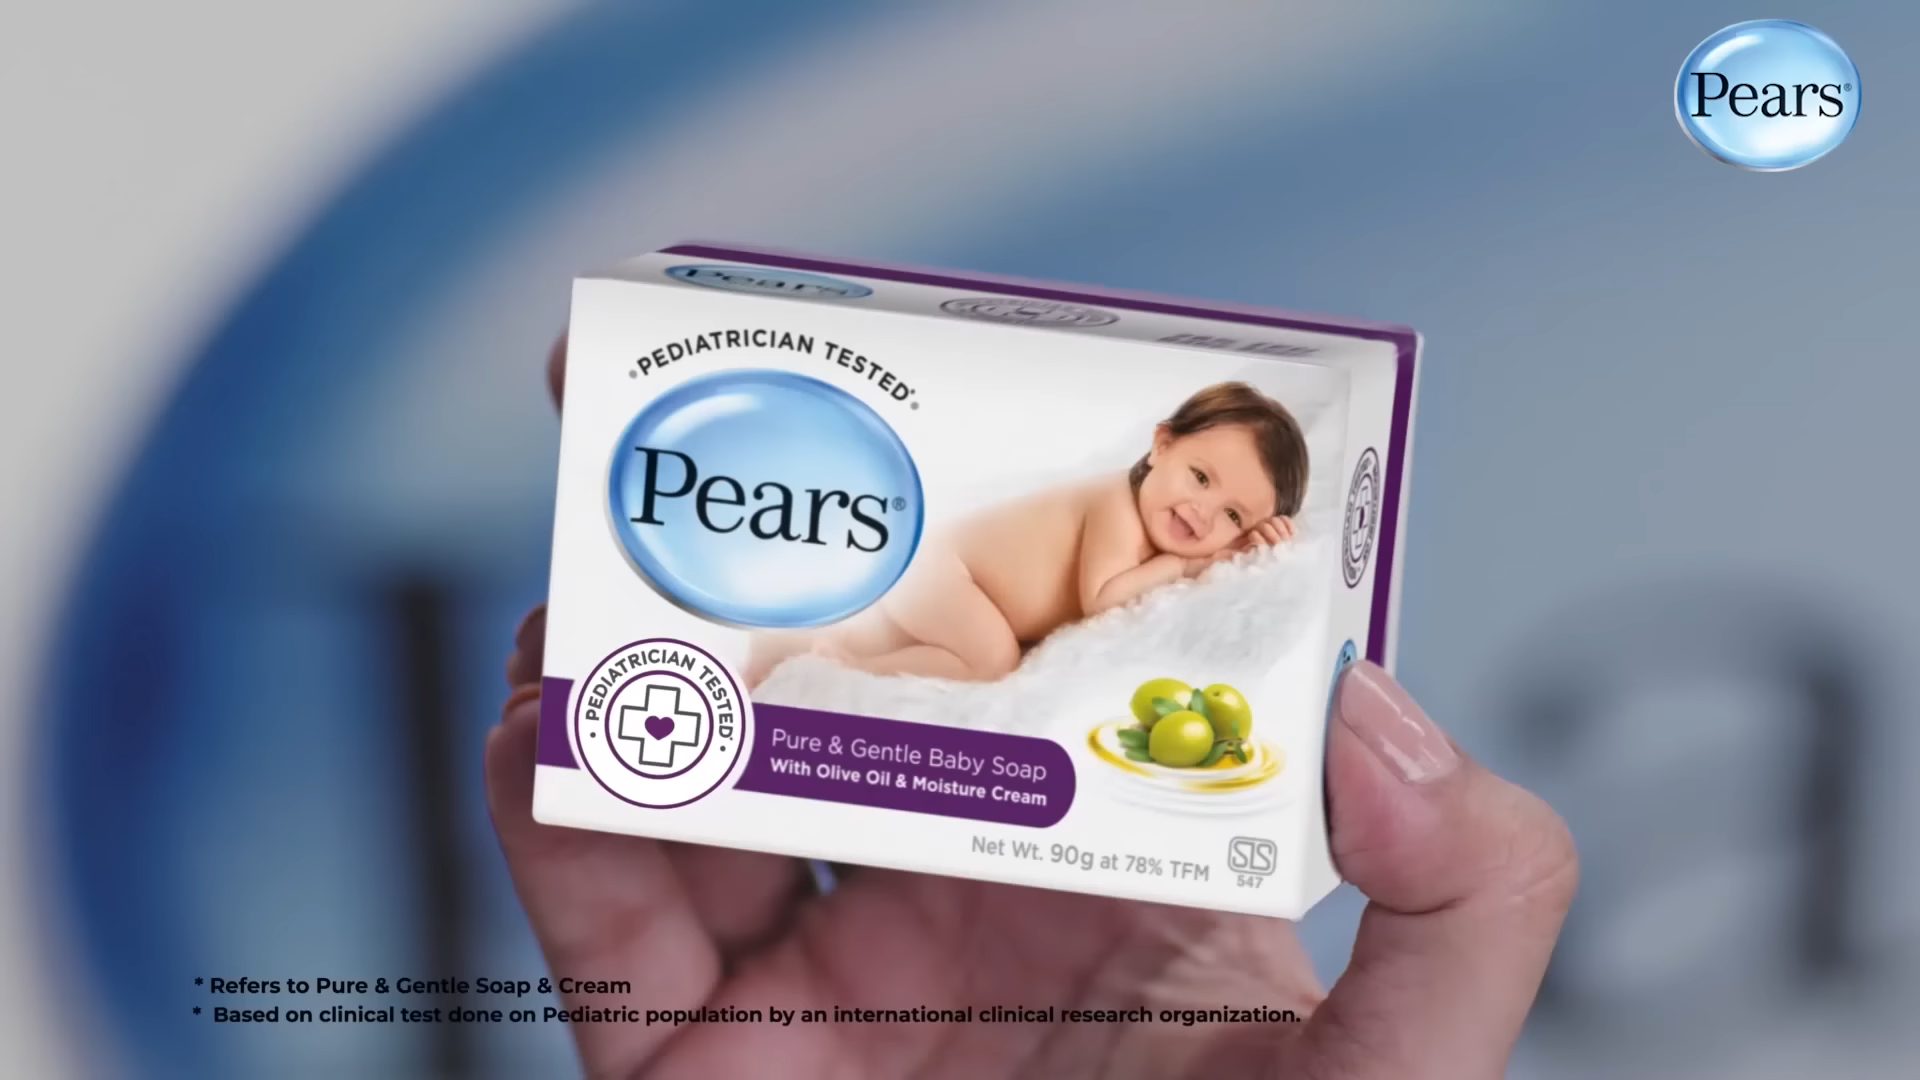 Pears®
Pears
PEDIATRICIAN TESTED*
Pears®
PEDIATRICIAN TESTED*
Pure & Gentle Baby Soap
With Olive Oil & Moisture Cream
Net Wt. 90g at 78% TFM
SLS
547
* Refers to Pure & Gentle Soap & Cream
* Based on clinical test done on Pediatric population by an international clinical research organization.